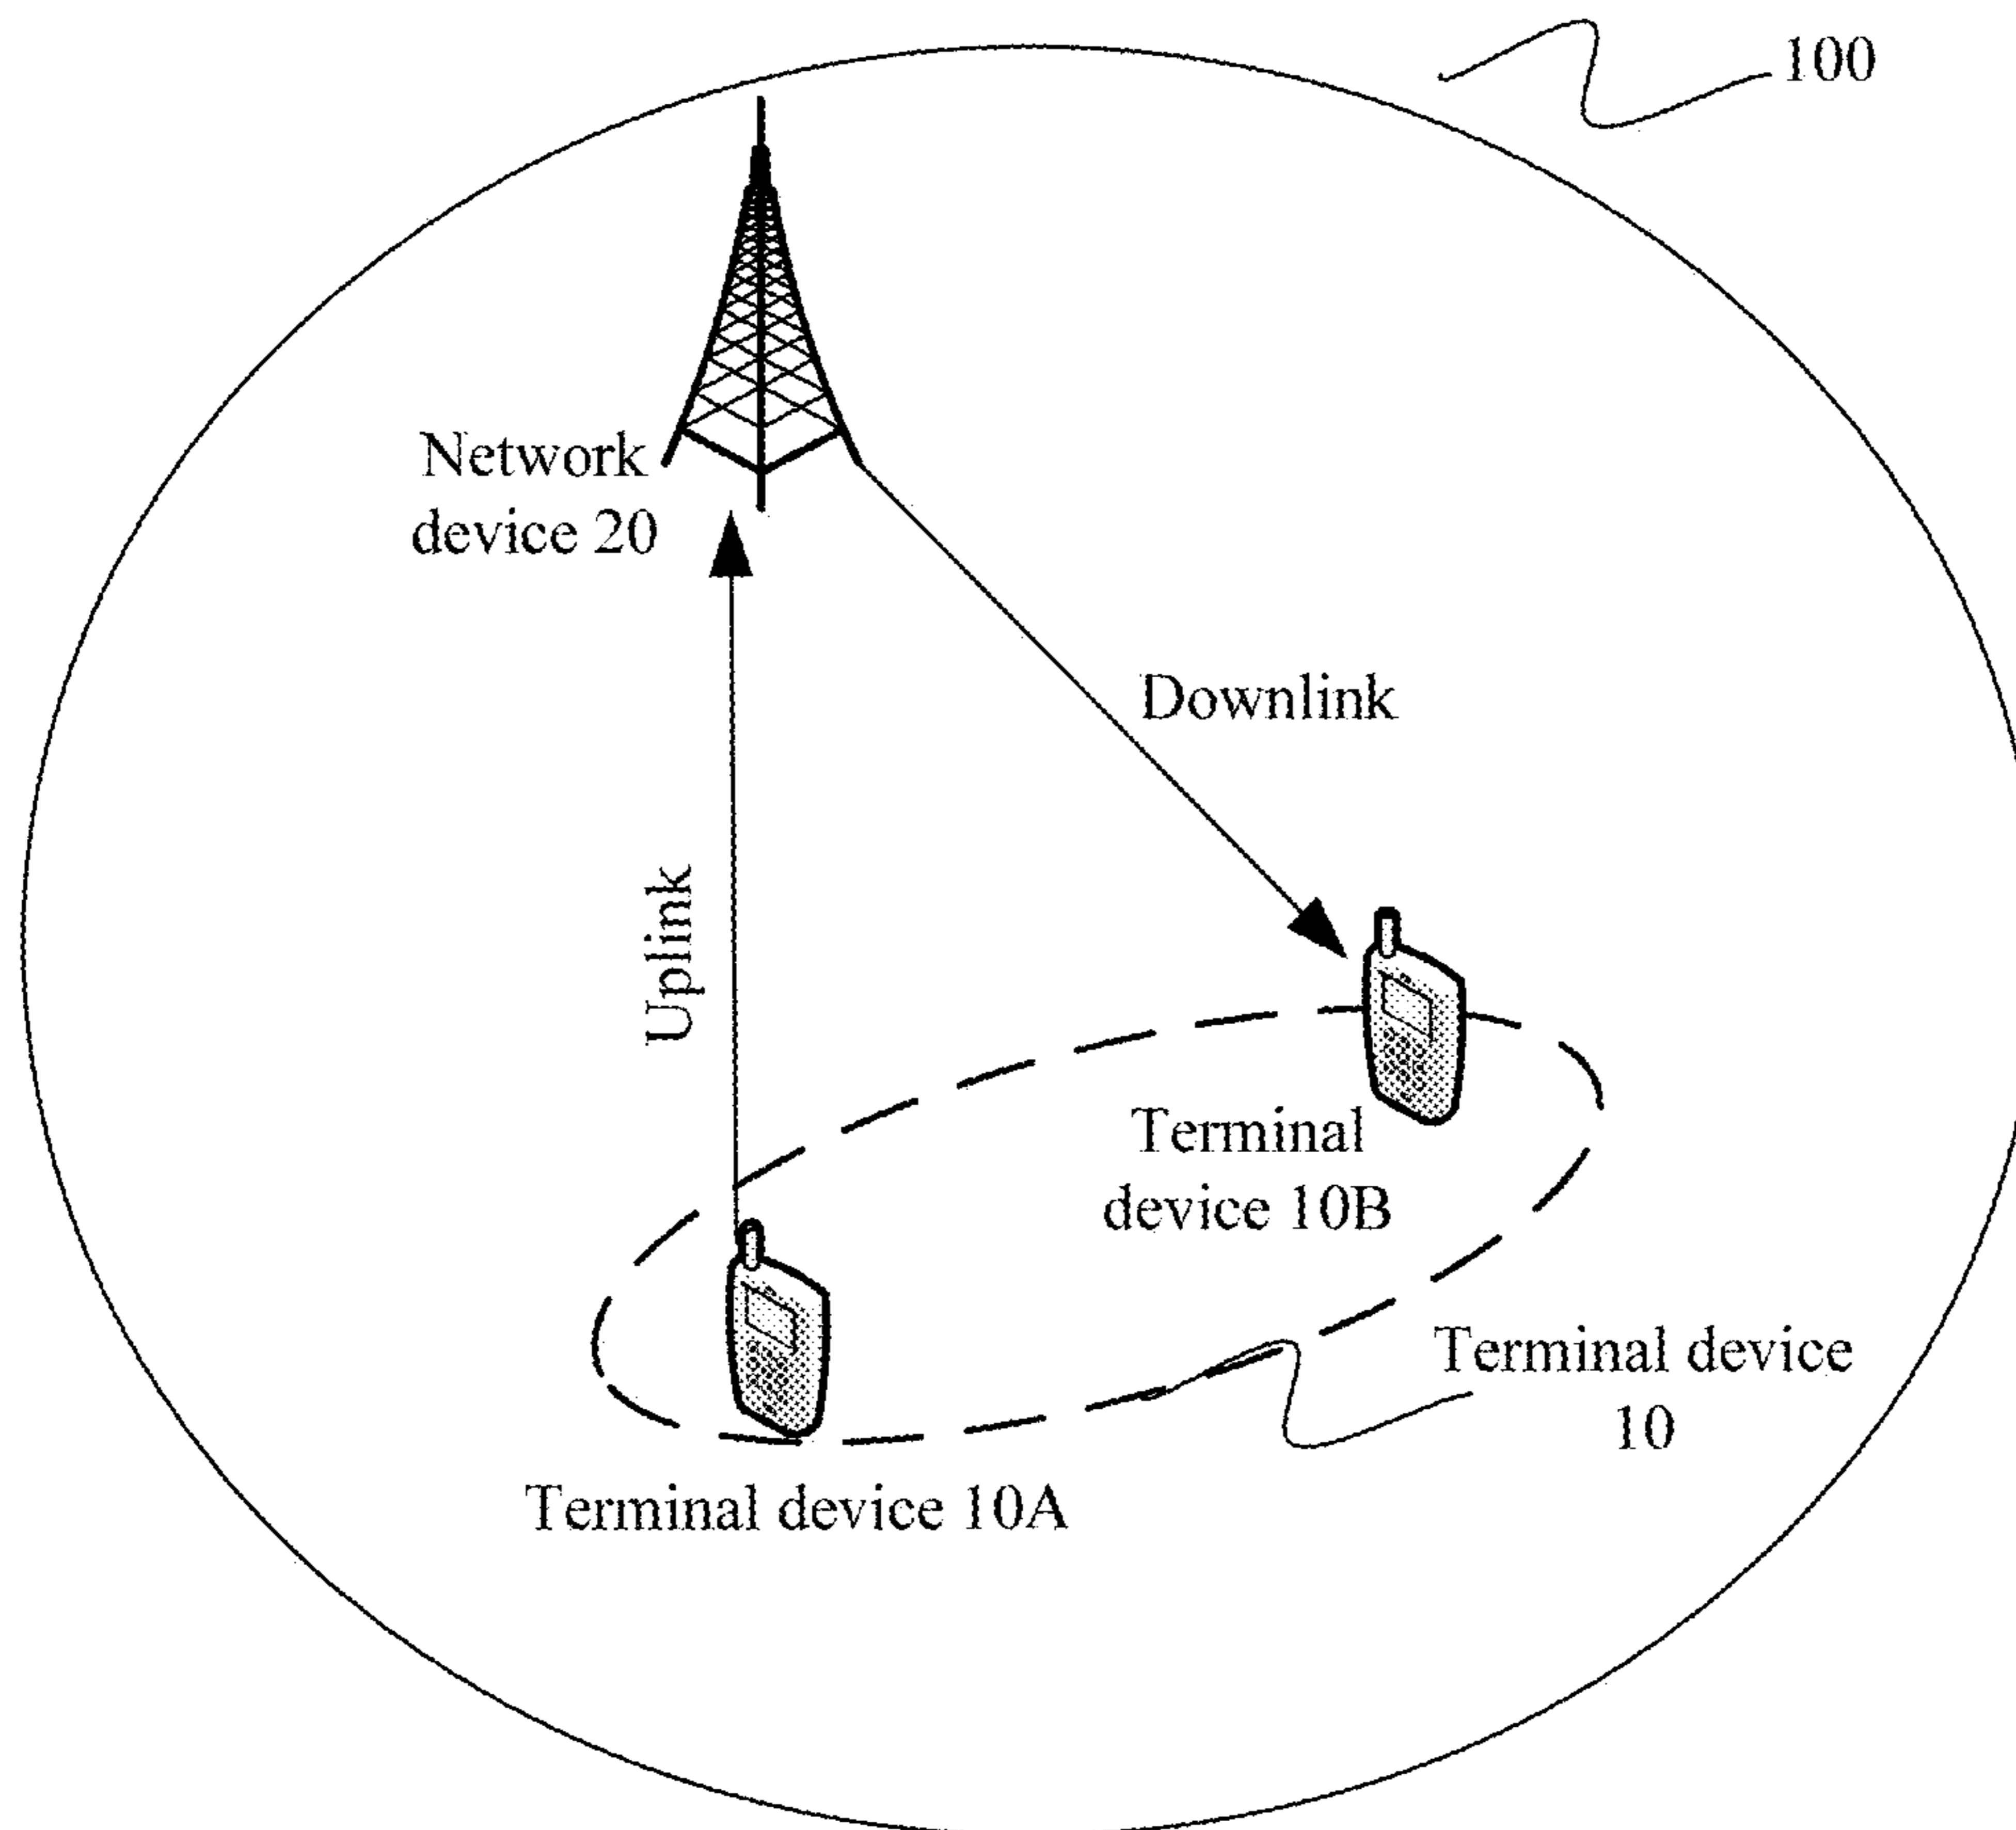 100
Network
device 20
Downlink
Uplink
Terminal
device 10B
Terminal device
10
Terminal device 10A